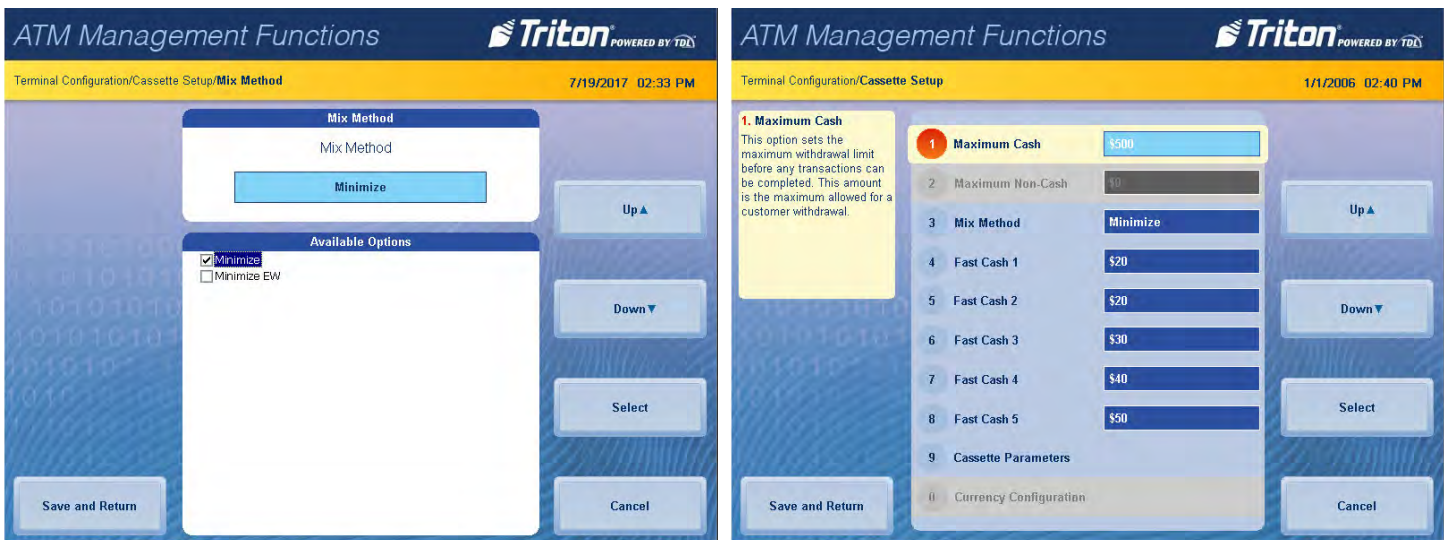 ATM Management Functions
Triton® POWERED BY TDL
Terminal Configuration/Cassette Setup/Mix Method
7/19/2017 02:33 PM
Mix Method
Mix Method
Minimize
Available Options
Minimize
Minimize EW
Up
Down
Select
Save and Return
Cancel
ATM Management Functions
Triton® POWERED BY TDL
Terminal Configuration/Cassette Setup
1/1/2006 02:40 PM
1. Maximum Cash
This option sets the
maximum withdrawal limit
before any transactions can
be completed. This amount
is the maximum allowed for a
customer withdrawal.
1 Maximum Cash $500
2 Maximum Non-Cash $0
3 Mix Method Minimize
4 Fast Cash 1 $20
5 Fast Cash 2 $20
6 Fast Cash 3 $30
7 Fast Cash 4 $40
8 Fast Cash 5 $50
9 Cassette Parameters
0 Currency Configuration
Up
Down
Select
Save and Return
Cancel